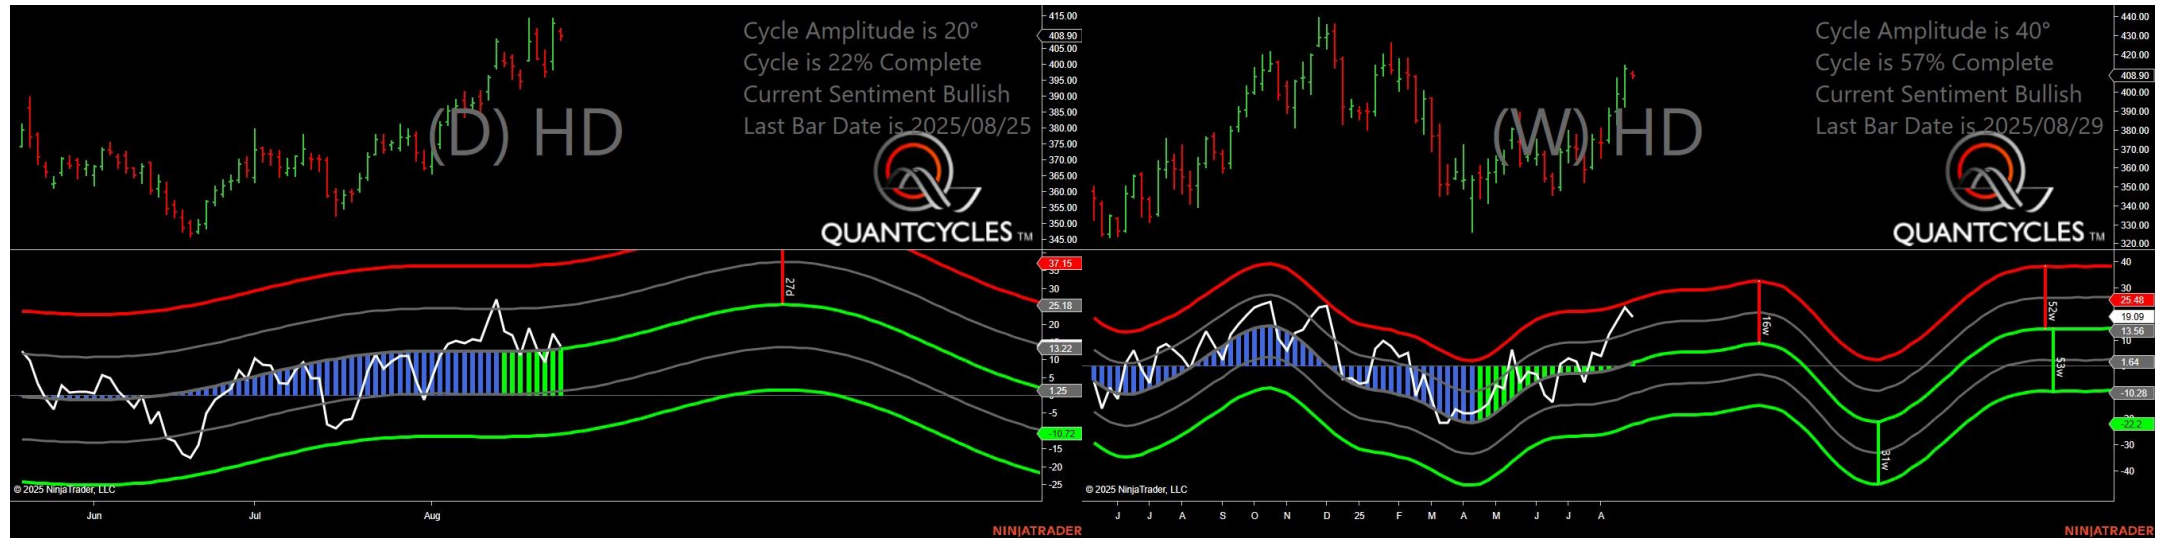 Cycle Amplitude is 20°
Cycle is 22% Complete
Current Sentiment Bullish
Last Bar Date is 2025/08/25
(D) HD
QUANTCYCLES TM
415.00
408.90
405.00
400.00
395.00
390.00
385.00
380.00
375.00
370.00
365.00
360.00
355.00
350.00
345.00
27d
37.15
35
30
25.18
20
13.22
10
5
1.25
-5
-10.72
-15
-20
-25
© 2025 NinjaTrader, LLC
Jun
Jul
Aug
NINJATRADER
Cycle Amplitude is 40°
Cycle is 57% Complete
Current Sentiment Bullish
Last Bar Date is 2025/08/29
(W) HD
QUANTCYCLES TM
440.00
430.00
420.00
408.90
400.00
390.00
380.00
370.00
360.00
350.00
340.00
330.00
320.00
16w
31w
52w
53w
40
30
25.48
19.09
13.56
10
1.64
-10.28
-22.2
-30
-40
© 2025 NinjaTrader, LLC
J
J
A
S
O
N
D
25
F
M
A
M
J
J
A
NINJATRADER